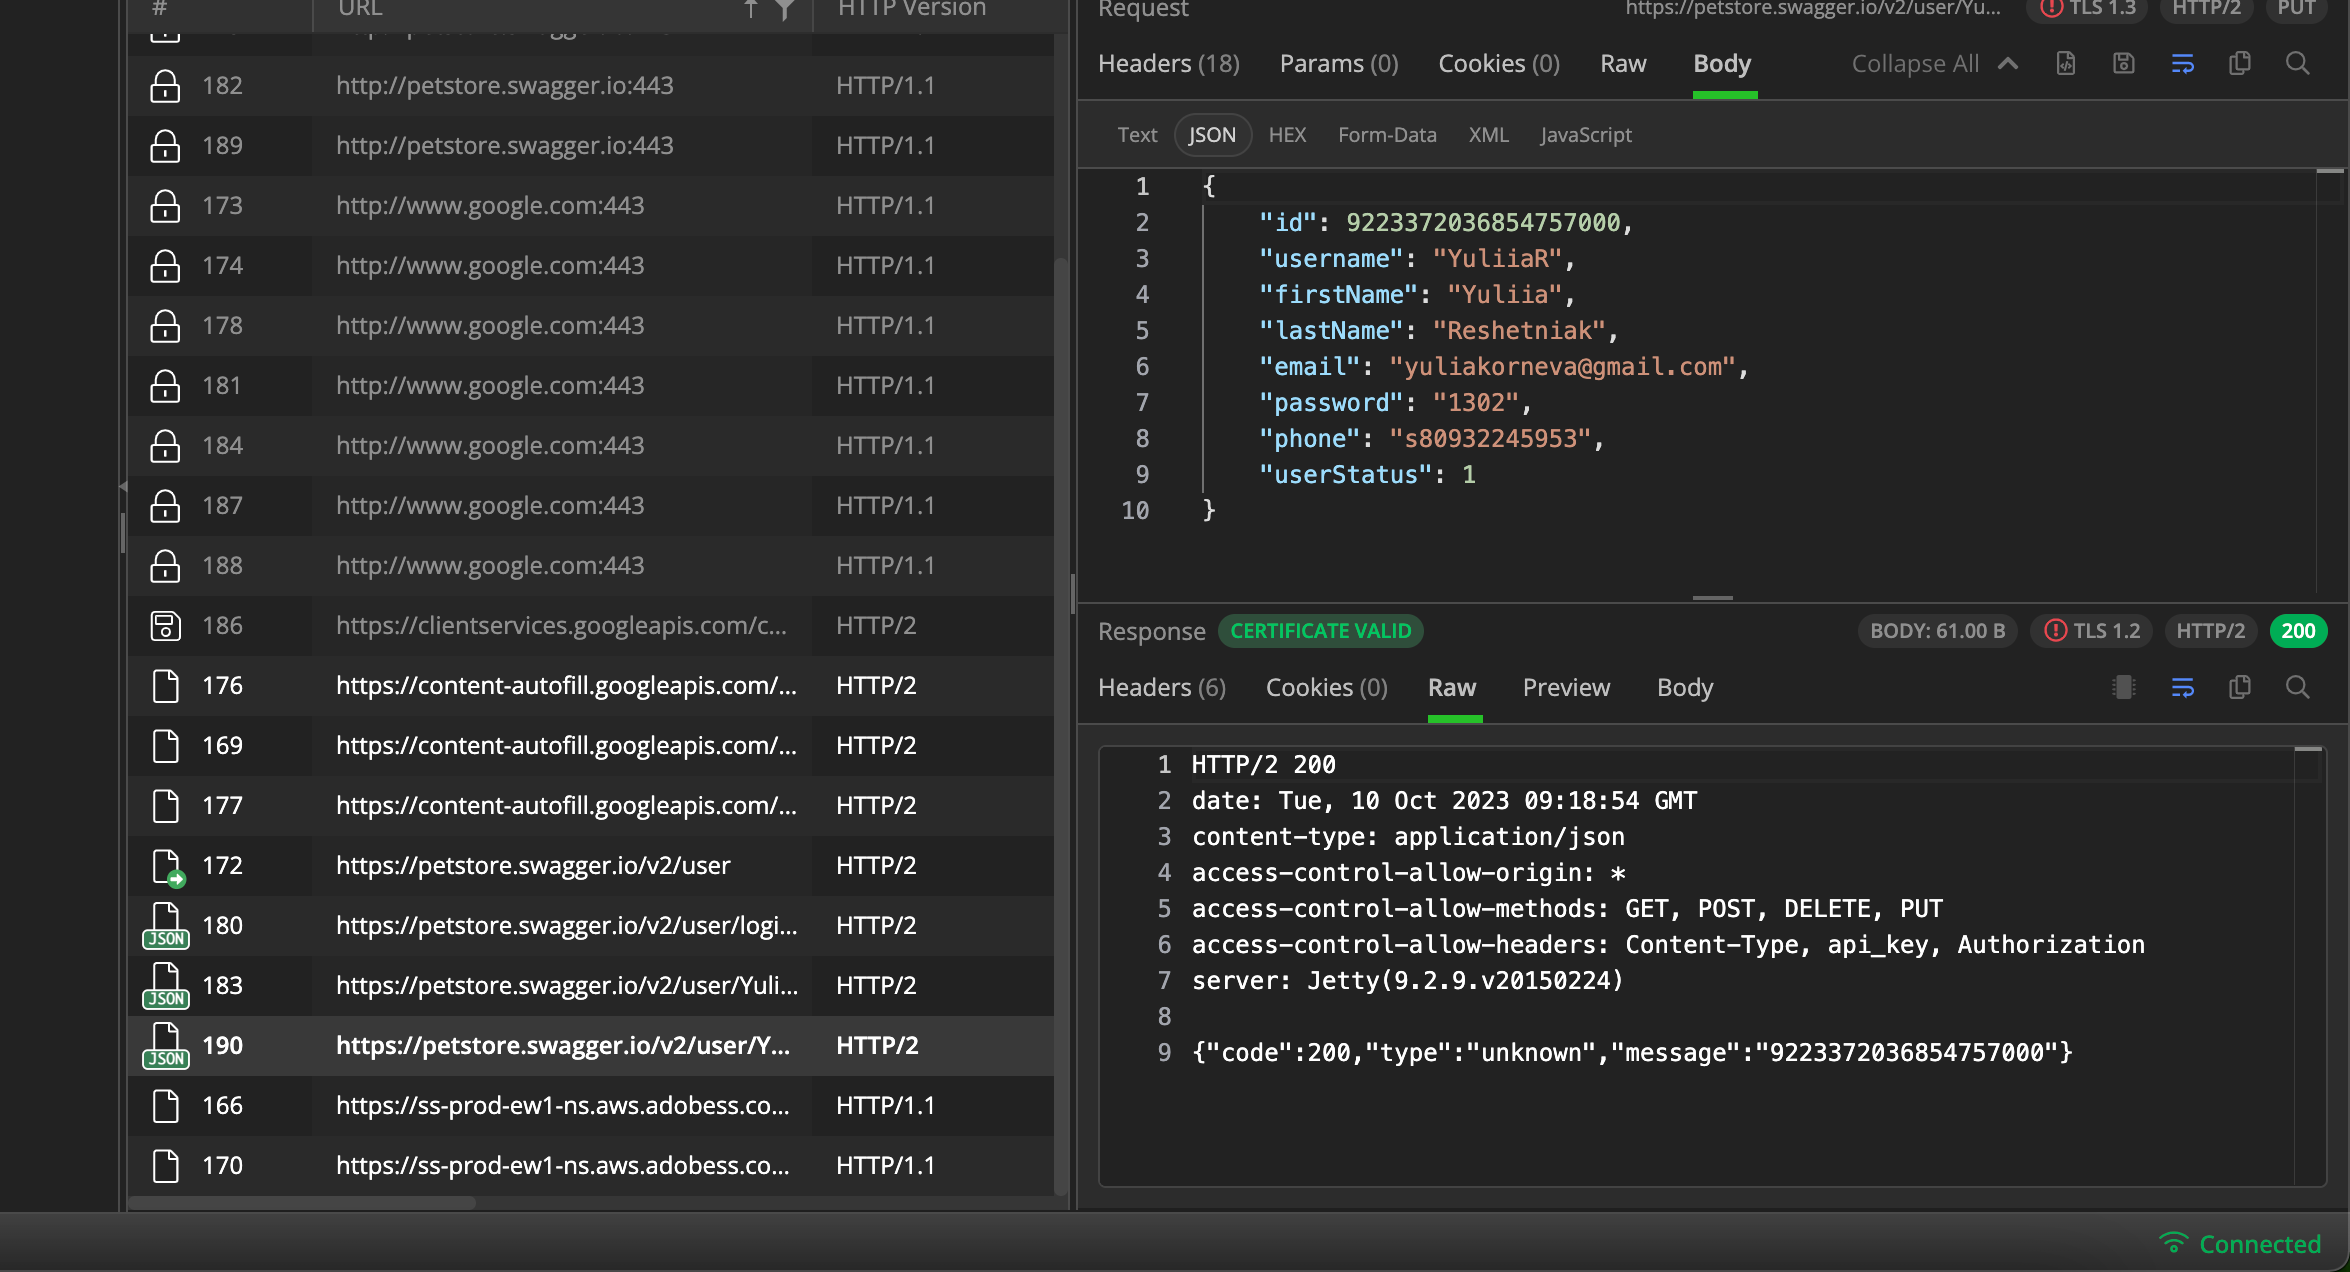 # URL HTTP Version
182 http://petstore.swagger.io:443 HTTP/1.1
189 http://petstore.swagger.io:443 HTTP/1.1
173 http://www.google.com:443 HTTP/1.1
174 http://www.google.com:443 HTTP/1.1
178 http://www.google.com:443 HTTP/1.1
181 http://www.google.com:443 HTTP/1.1
184 http://www.google.com:443 HTTP/1.1
187 http://www.google.com:443 HTTP/1.1
188 http://www.google.com:443 HTTP/1.1
186 https://clientservices.googleapis.com/c... HTTP/2
176 https://content-autofill.googleapis.com/... HTTP/2
169 https://content-autofill.googleapis.com/... HTTP/2
177 https://content-autofill.googleapis.com/... HTTP/2
172 https://petstore.swagger.io/v2/user HTTP/2
JSON 180 https://petstore.swagger.io/v2/user/logi... HTTP/2
JSON 183 https://petstore.swagger.io/v2/user/Yuli... HTTP/2
JSON 190 https://petstore.swagger.io/v2/user/Y... HTTP/2
166 https://ss-prod-ew1-ns.aws.adobess.co... HTTP/1.1
170 https://ss-prod-ew1-ns.aws.adobess.co... HTTP/1.1
Request https://petstore.swagger.io/v2/user/Yu... TLS 1.3 HTTP/2 PUT
Headers (18) Params (0) Cookies (0) Raw Body Collapse All
Text JSON HEX Form-Data XML JavaScript
1 {
2 "id": 9223372036854757000,
3 "username": "YuliiaR",
4 "firstName": "Yuliia",
5 "lastName": "Reshetniak",
6 "email": "yuliakorneva@gmail.com",
7 "password": "1302",
8 "phone": "s80932245953",
9 "userStatus": 1
10 }
Response CERTIFICATE VALID BODY: 61.00 B TLS 1.2 HTTP/2 200
Headers (6) Cookies (0) Raw Preview Body
1 HTTP/2 200
2 date: Tue, 10 Oct 2023 09:18:54 GMT
3 content-type: application/json
4 access-control-allow-origin: *
5 access-control-allow-methods: GET, POST, DELETE, PUT
6 access-control-allow-headers: Content-Type, api_key, Authorization
7 server: Jetty(9.2.9.v20150224)
8
9 {"code":200,"type":"unknown","message":"9223372036854757000"}
Connected